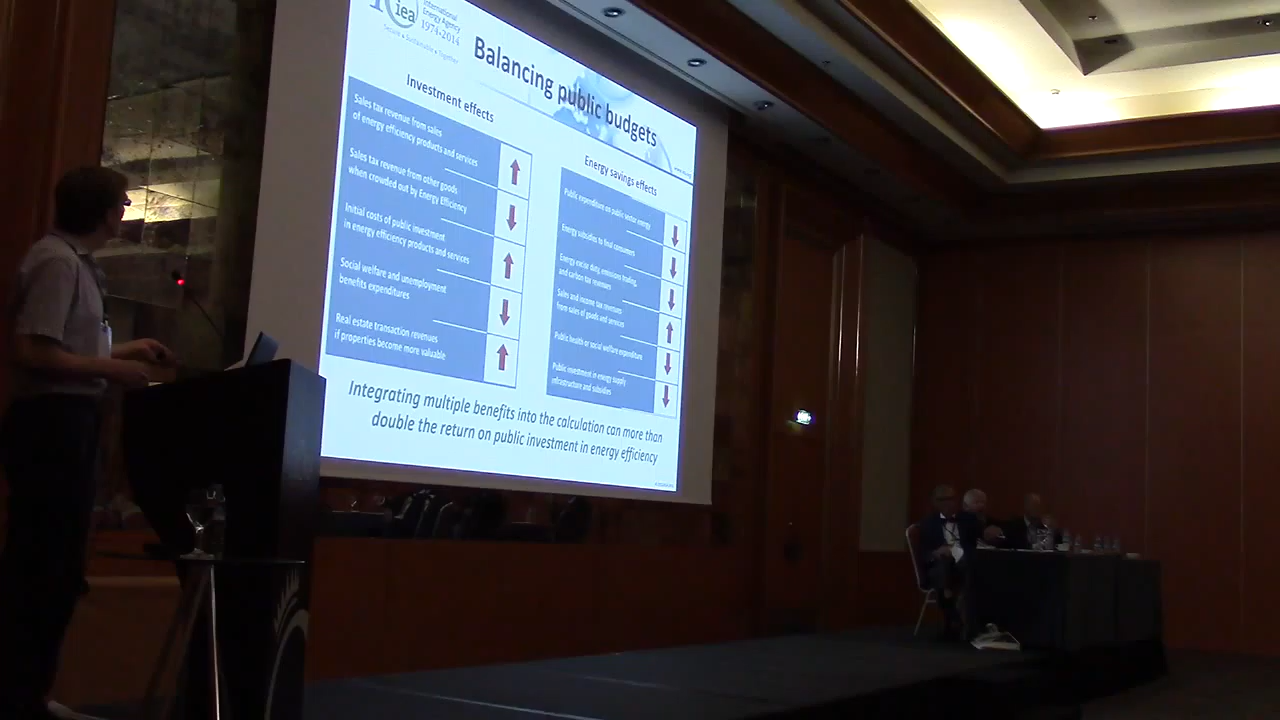 iea
International
Energy Agency
1974•2014
Secure • Sustainable • Together
Balancing public budgets
Investment effects
Sales tax revenue from sales
of energy efficiency products and services
Sales tax revenue from other goods
when crowded out by Energy Efficiency
Initial costs of public investment
in energy efficiency products and services
Social welfare and unemployment
benefits expenditures
Real estate transaction revenues
if properties become more valuable
Energy savings effects
Public expenditure on public sector energy
Energy subsidies to final consumers
Energy excise duty, emissions trading,
and carbon tax revenues
Sales and income tax revenues
from sales of goods and services
Public health or social welfare expenditure
Public investment in energy supply
infrastructure and subsidies
Integrating multiple benefits into the calculation can more than
double the return on public investment in energy efficiency